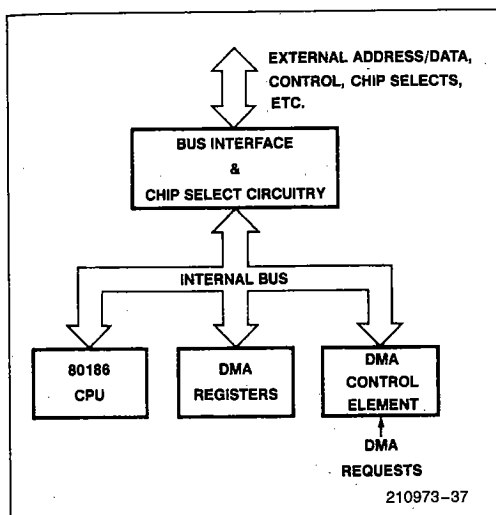 EXTERNAL ADDRESS/DATA,
CONTROL, CHIP SELECTS,
ETC.
BUS INTERFACE
&
CHIP SELECT CIRCUITRY
INTERNAL BUS
80186
CPU
DMA
REGISTERS
DMA
CONTROL
ELEMENT
DMA
REQUESTS
210973-37